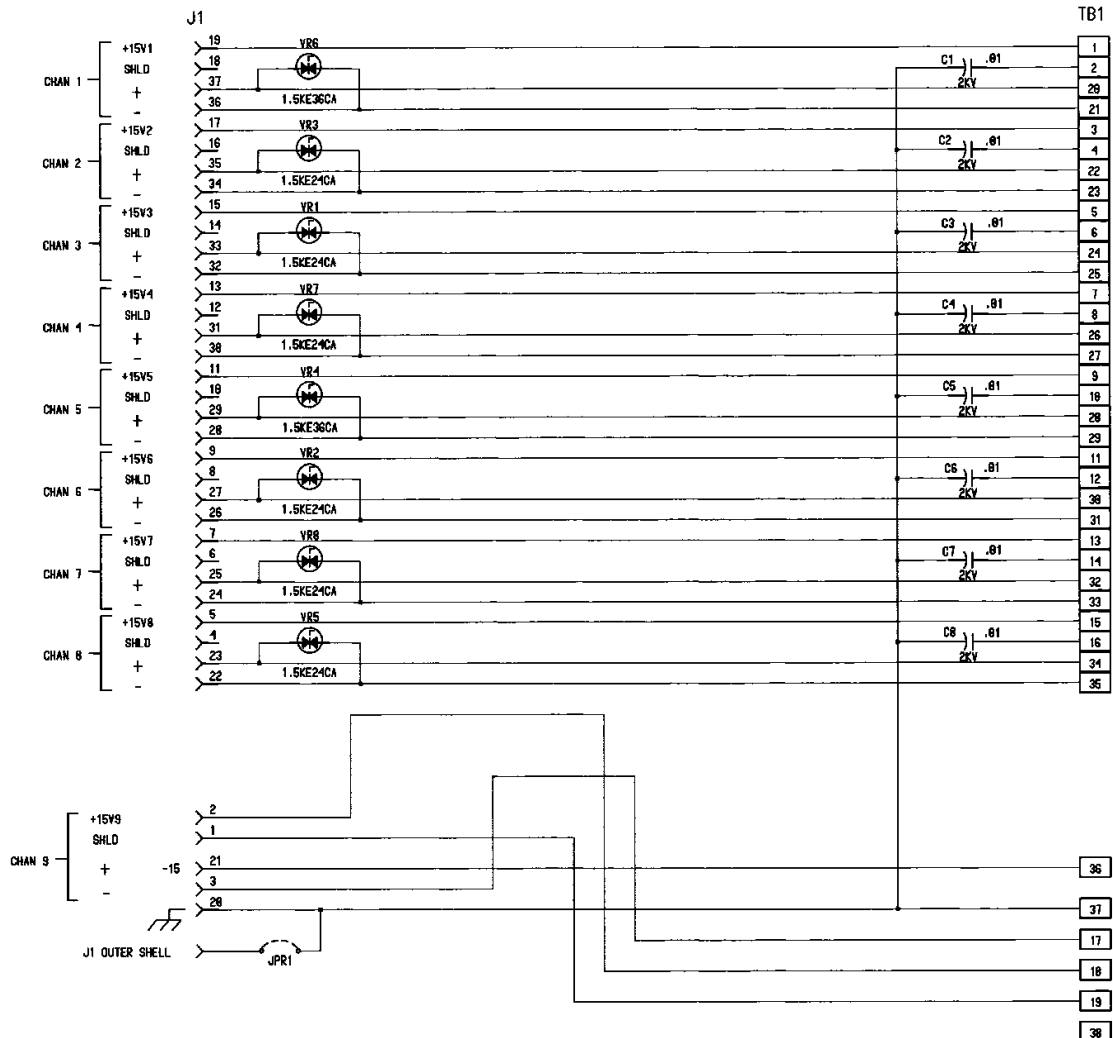 J1 TB1
+15V1 19 VR6 1
CHAN 1 SHLD 18 C1 .01 2
+ 37 1.5KE36CA 2KV 20
- 36 21
+15V2 17 VR3 3
CHAN 2 SHLD 16 C2 .01 4
+ 35 1.5KE24CA 2KV 22
- 34 23
+15V3 15 VR1 5
CHAN 3 SHLD 14 C3 .01 6
+ 33 1.5KE24CA 2KV 24
- 32 25
+15V4 13 VR7 7
CHAN 4 SHLD 12 C4 .01 8
+ 31 1.5KE24CA 2KV 26
- 30 27
+15V5 11 VR4 9
CHAN 5 SHLD 10 C5 .01 10
+ 29 1.5KE36CA 2KV 28
- 28 29
+15V6 9 VR2 11
CHAN 6 SHLD 8 C6 .01 12
+ 27 1.5KE24CA 2KV 30
- 26 31
+15V7 7 VR8 13
CHAN 7 SHLD 6 C7 .01 14
+ 25 1.5KE24CA 2KV 32
- 24 33
+15V8 5 VR5 15
CHAN 8 SHLD 4 C8 .01 16
+ 23 1.5KE24CA 2KV 34
- 22 35
+15V9 2
SHLD 1
CHAN 9 + -15 21 36
- 3
20 37
17
J1 OUTER SHELL JPR1
18
19
38